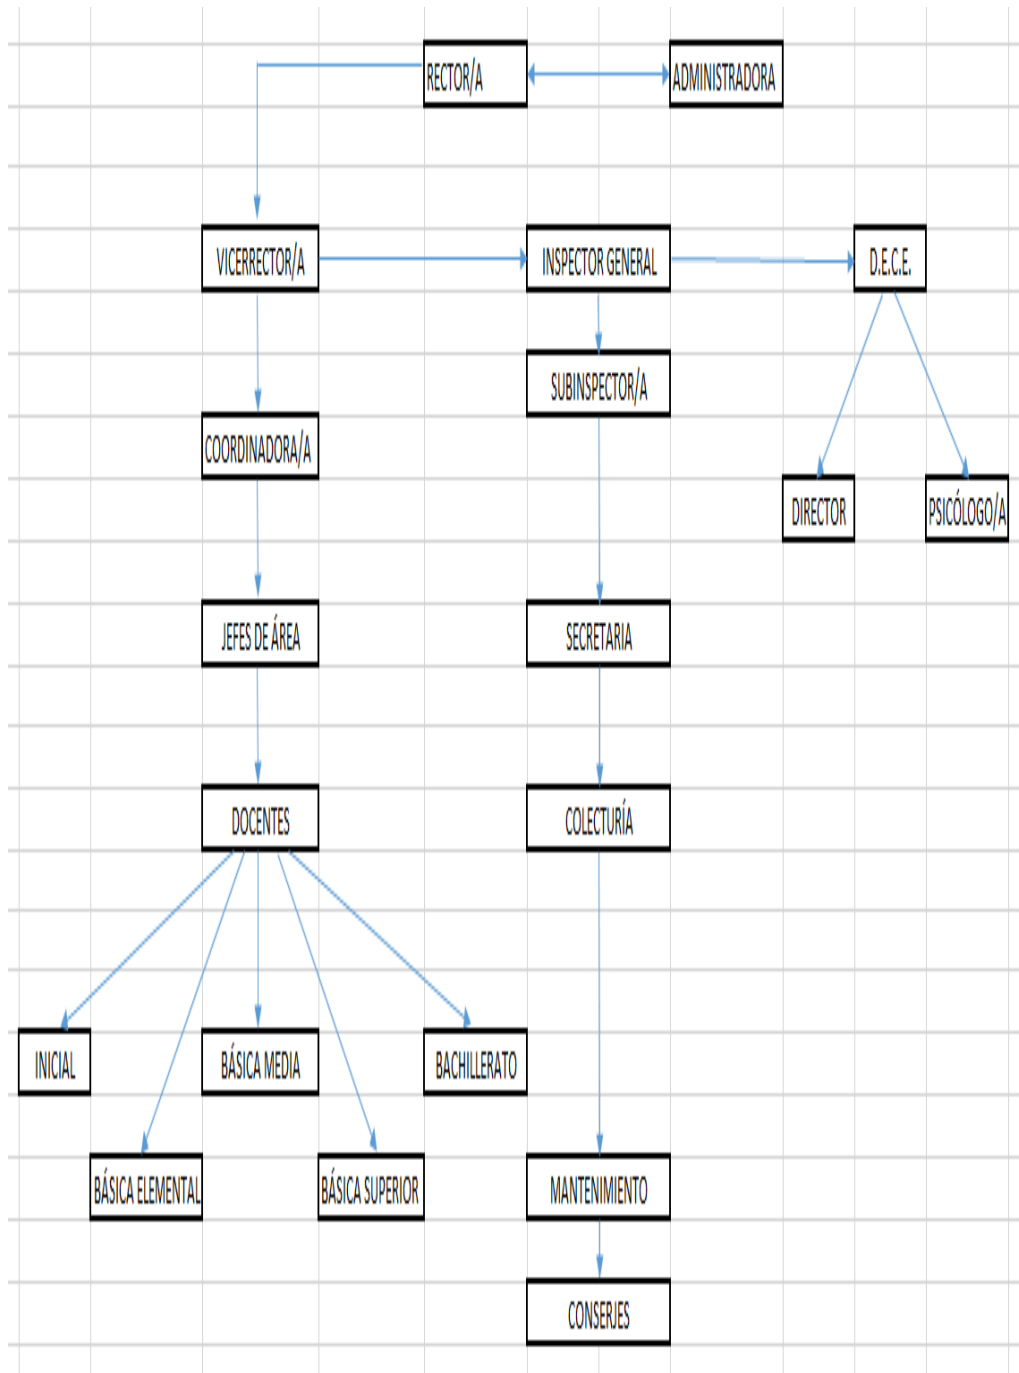 RECTOR/A
ADMINISTRADORA
VICERRECTOR/A
INSPECTOR GENERAL
D.E.C.E.
SUBINSPECTOR/A
COORDINADORA/A
DIRECTOR
PSICÓLOGO/A
JEFES DE ÁREA
SECRETARIA
DOCENTES
COLECTURÍA
INICIAL
BÁSICA MEDIA
BACHILLERATO
BÁSICA ELEMENTAL
BÁSICA SUPERIOR
MANTENIMIENTO
CONSERJES